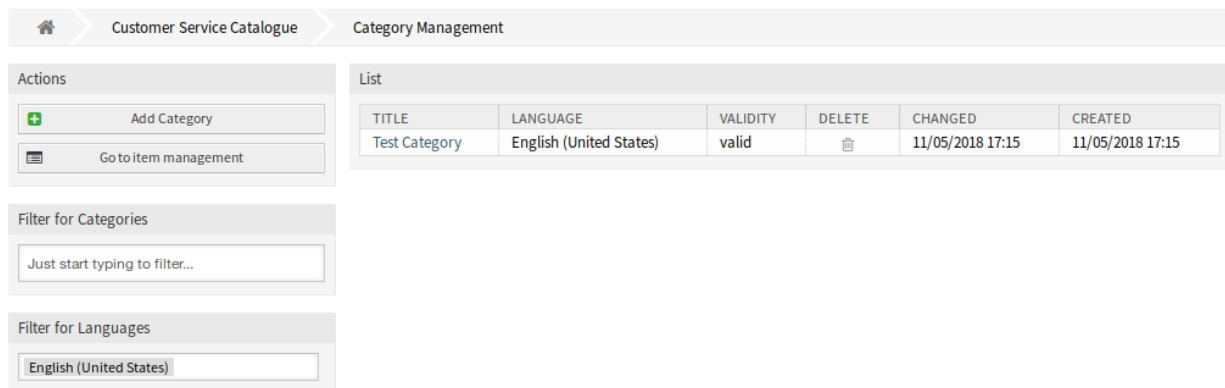 Customer Service Catalogue Category Management
Actions
Add Category
Go to item management
Filter for Categories
Just start typing to filter...
Filter for Languages
English (United States)
List
TITLE LANGUAGE VALIDITY DELETE CHANGED CREATED
Test Category English (United States) valid 11/05/2018 17:15 11/05/2018 17:15